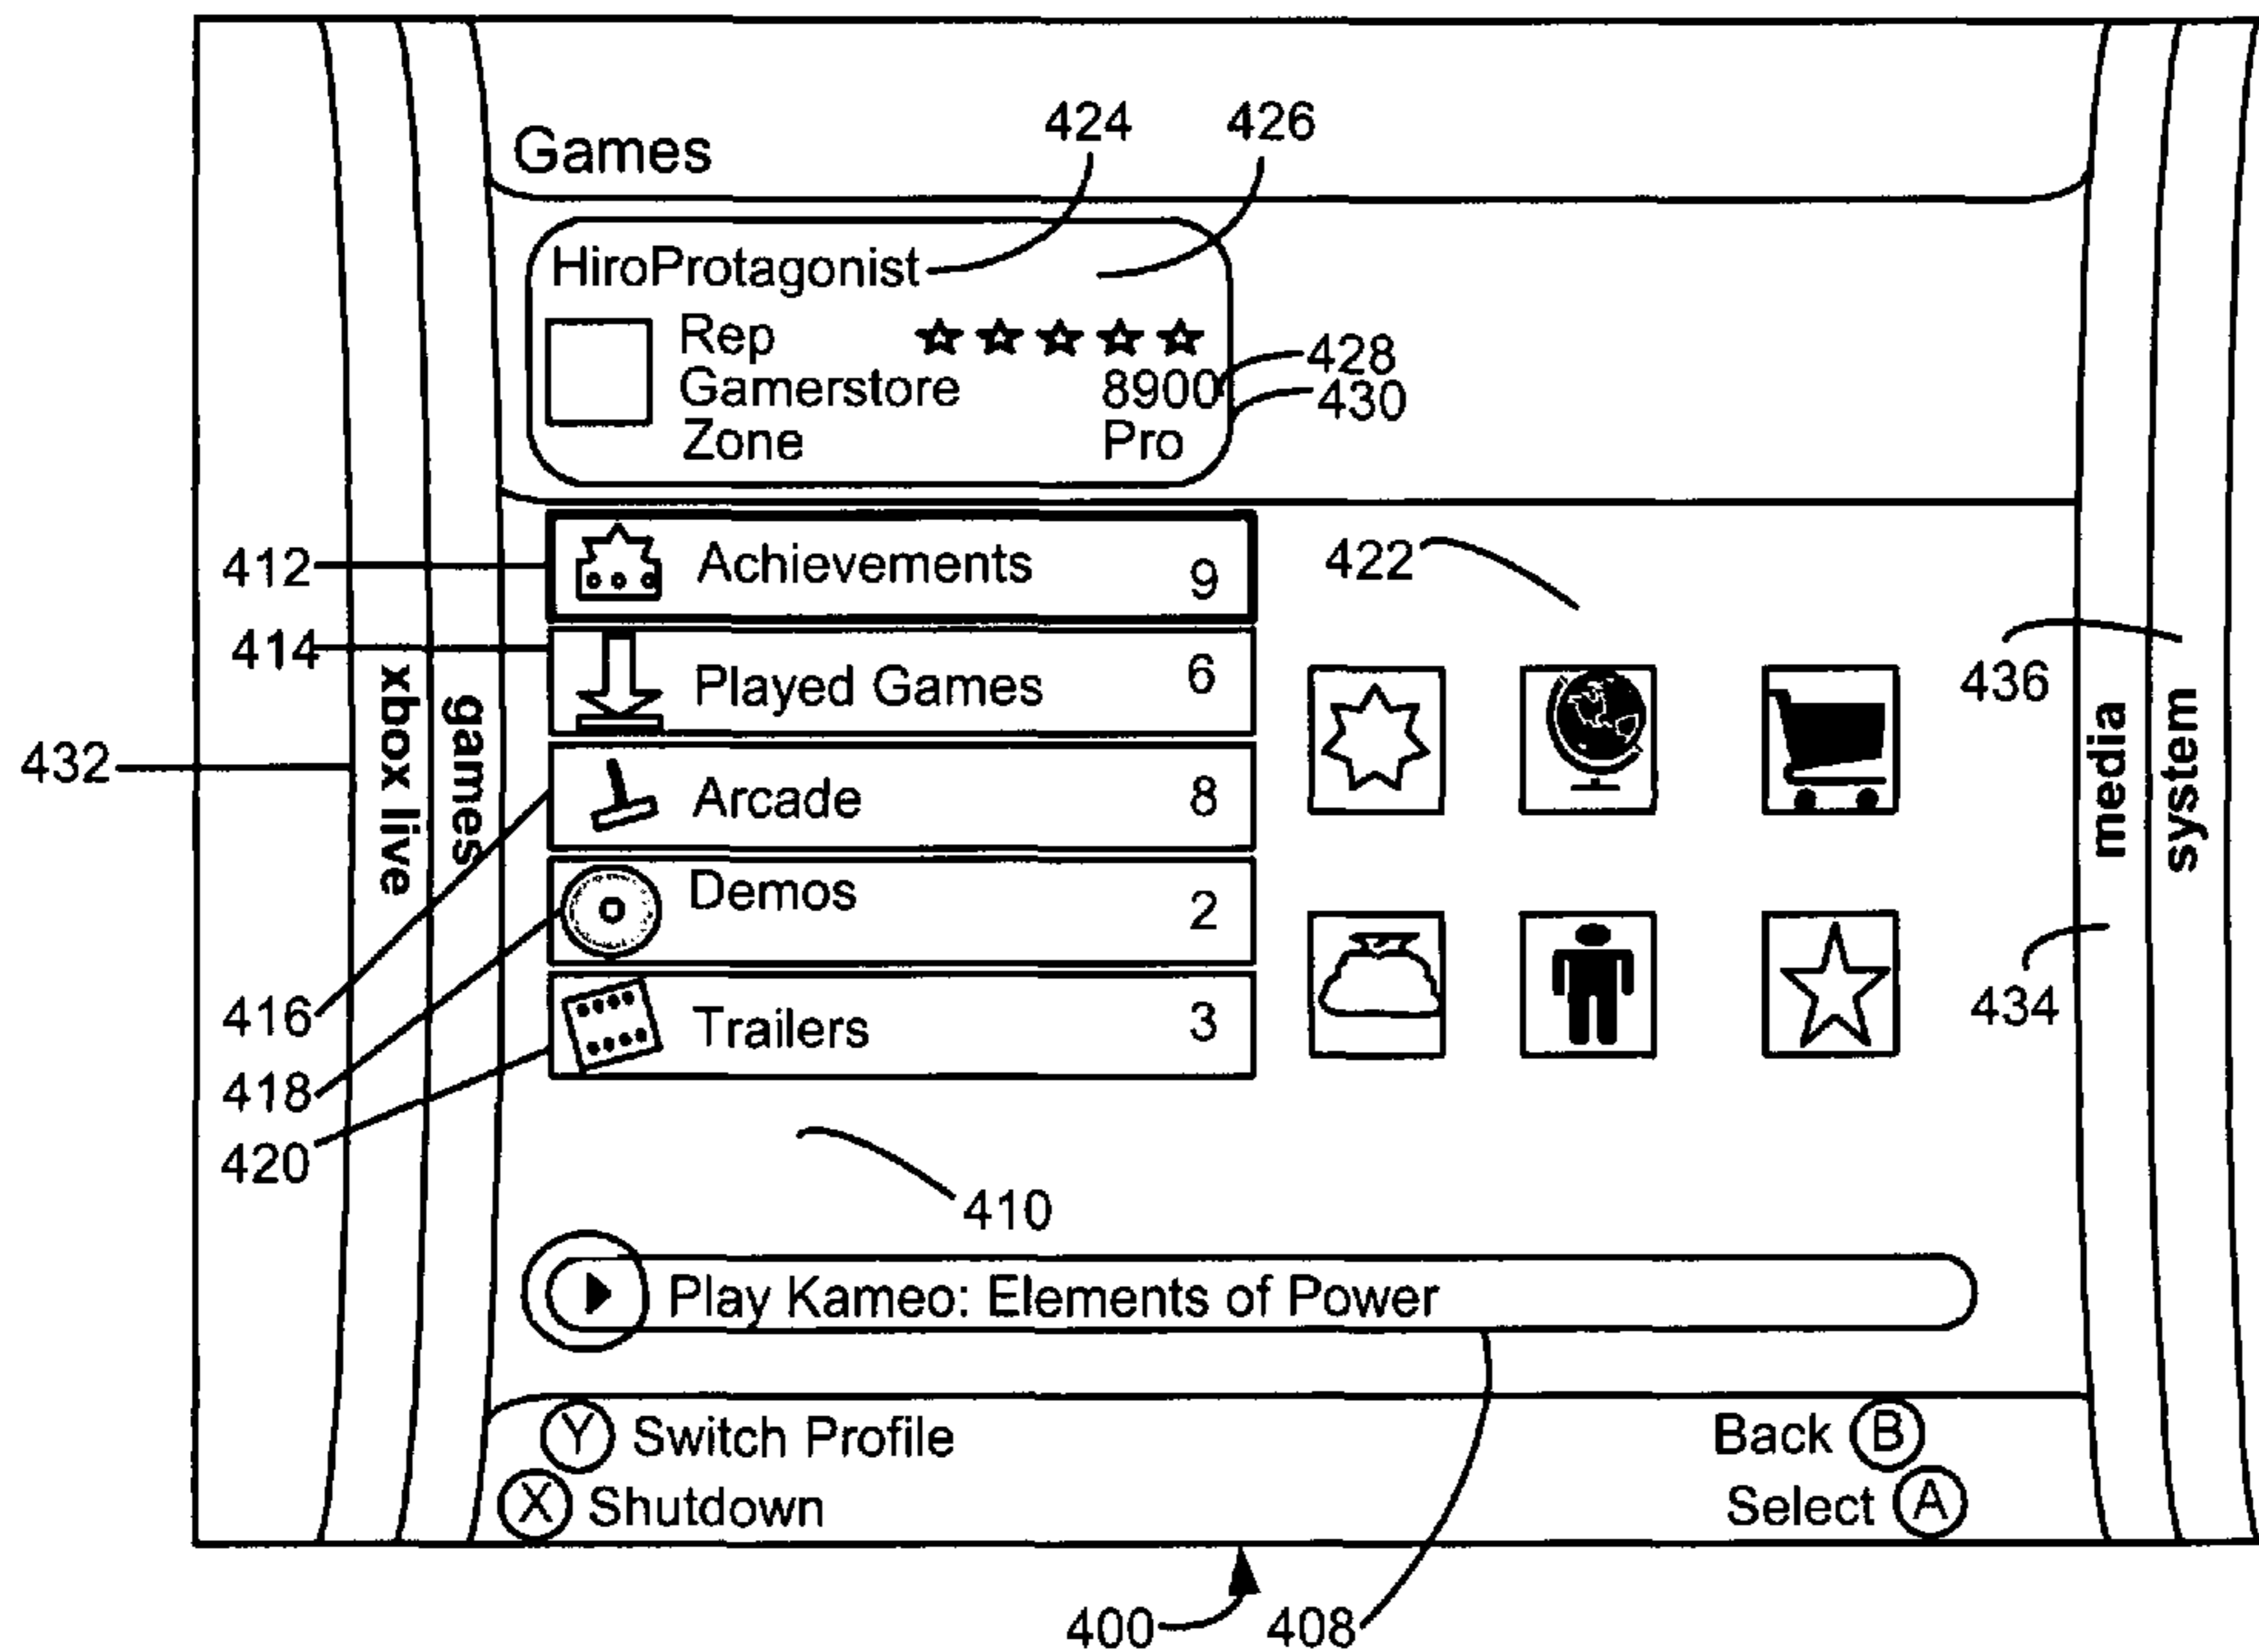 424
426
Games
HiroProtagonist
Rep
428
Gamerstore 8900
430
Zone Pro
412
Achievements 9
422
414
Played Games 6
436
432
xbox live
games
media
system
Arcade 8
Demos 2
416
Trailers 3
434
418
420
410
Play Kameo: Elements of Power
Y Switch Profile
Back B
X Shutdown
Select A
400
408